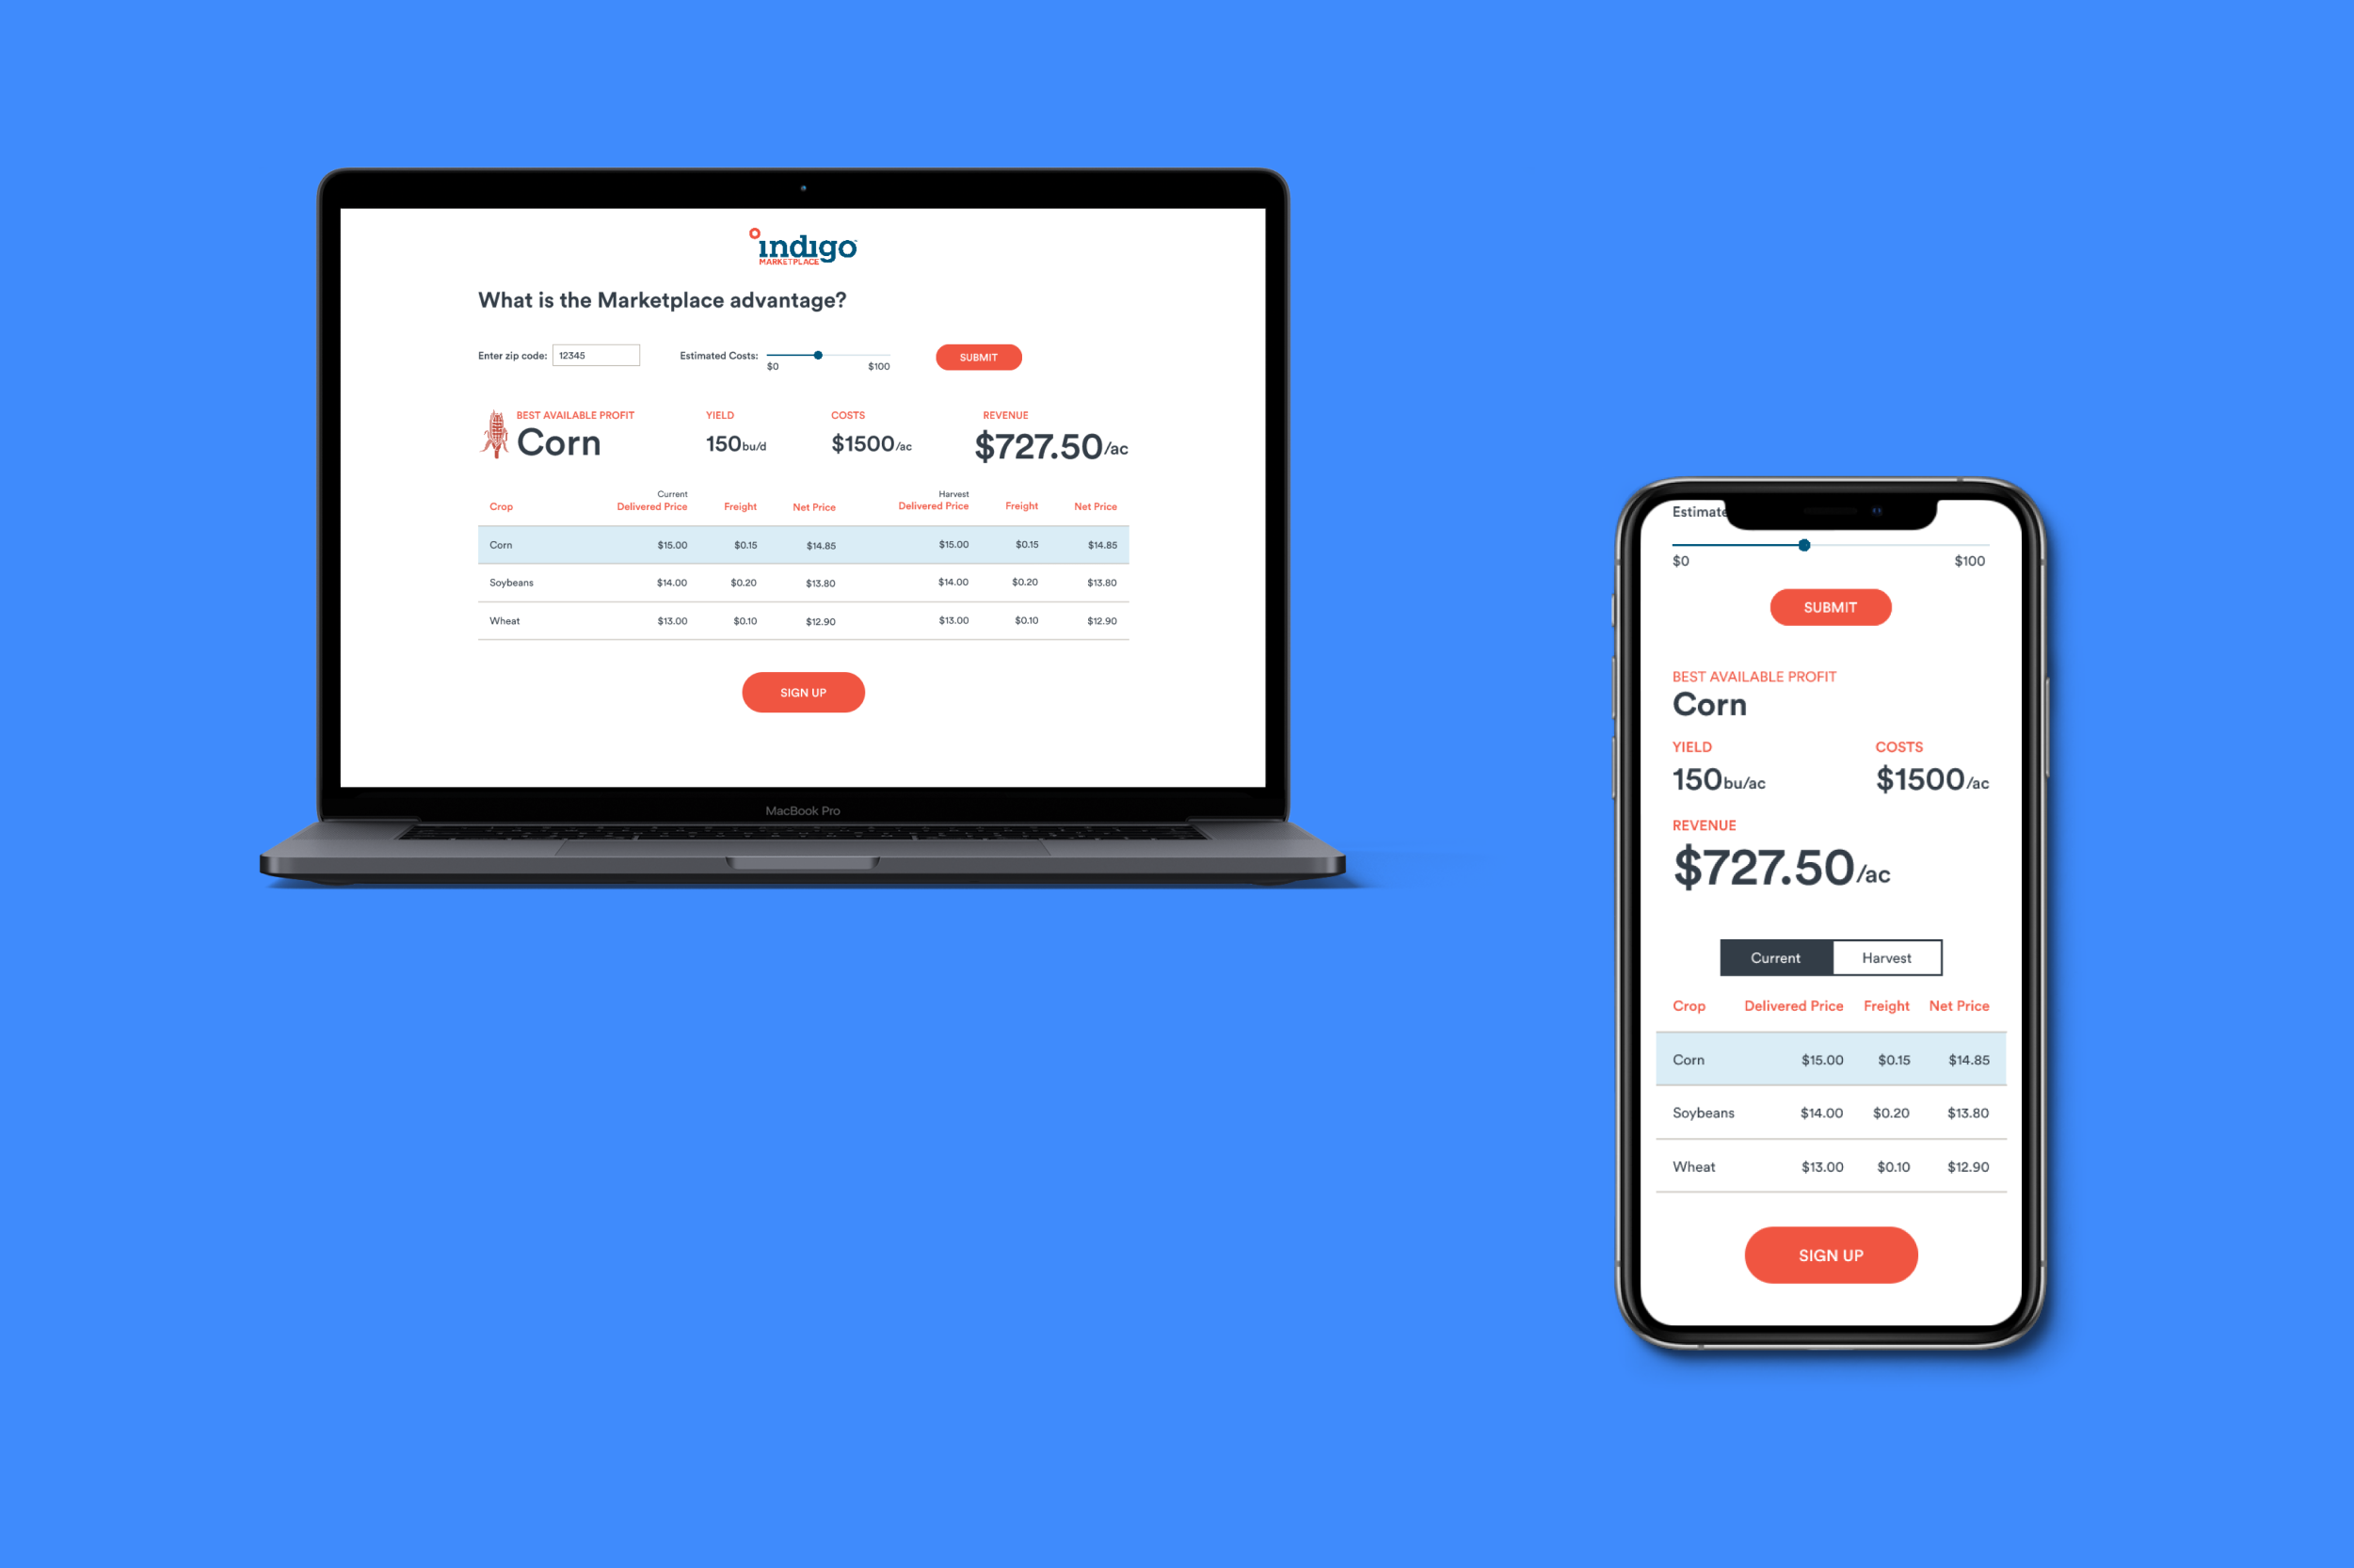 indigo
MARKETPLACE
What is the Marketplace advantage?
Enter zip code: 12345 Estimated Costs: $0 $100 SUBMIT
BEST AVAILABLE PROFIT YIELD COSTS REVENUE
Corn 150bu/d $1500/ac $727.50/ac
Current Harvest
Crop Delivered Price Freight Net Price Delivered Price Freight Net Price
Corn $15.00 $0.15 $14.85 $15.00 $0.15 $14.85
Soybeans $14.00 $0.20 $13.80 $14.00 $0.20 $13.80
Wheat $13.00 $0.10 $12.90 $13.00 $0.10 $12.90
SIGN UP
MacBook Pro
Estimate
$0 $100
SUBMIT
BEST AVAILABLE PROFIT
Corn
YIELD COSTS
150bu/ac $1500/ac
REVENUE
$727.50/ac
Current Harvest
Crop Delivered Price Freight Net Price
Corn $15.00 $0.15 $14.85
Soybeans $14.00 $0.20 $13.80
Wheat $13.00 $0.10 $12.90
SIGN UP